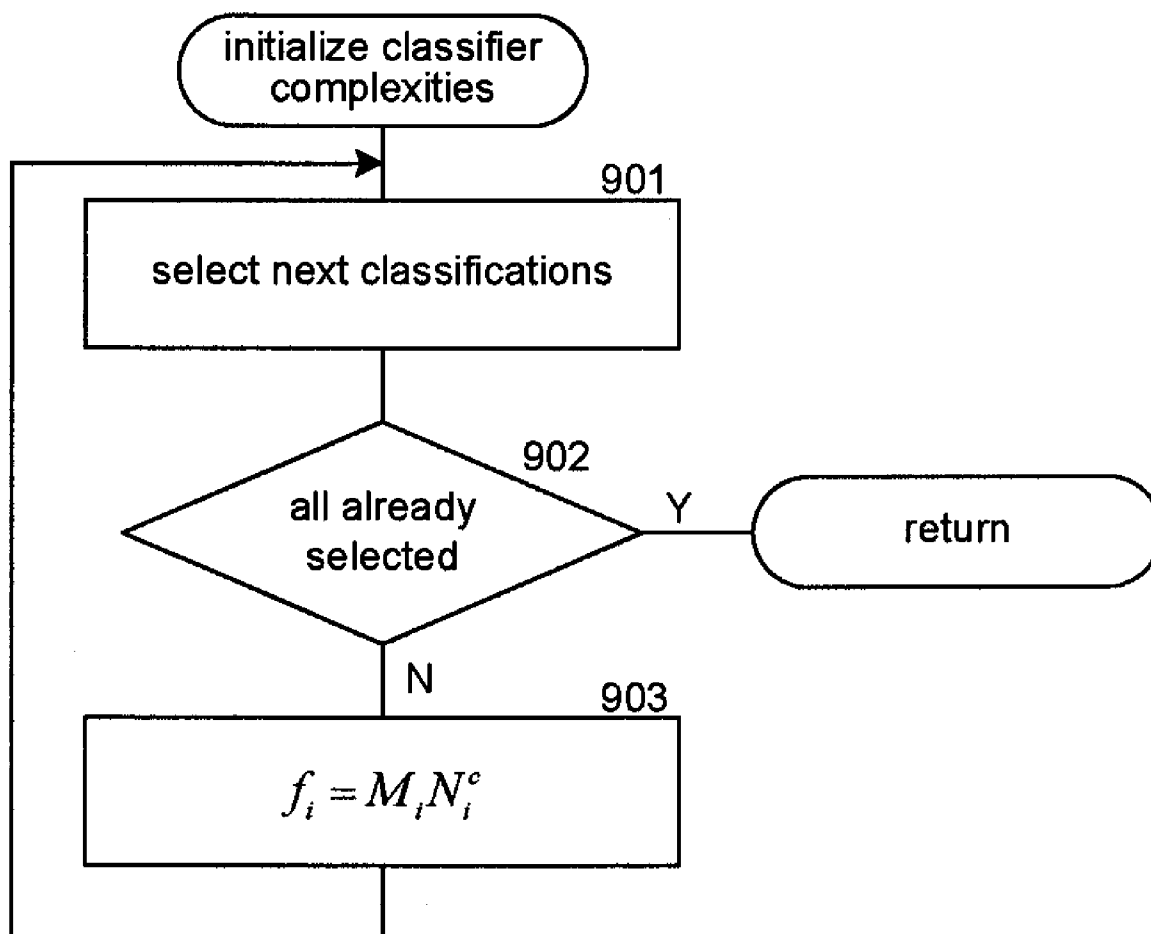 initialize classifier
complexities
901
select next classifications
902
all already
selected
Y
return
N
903
f_i = M_i N_i^c